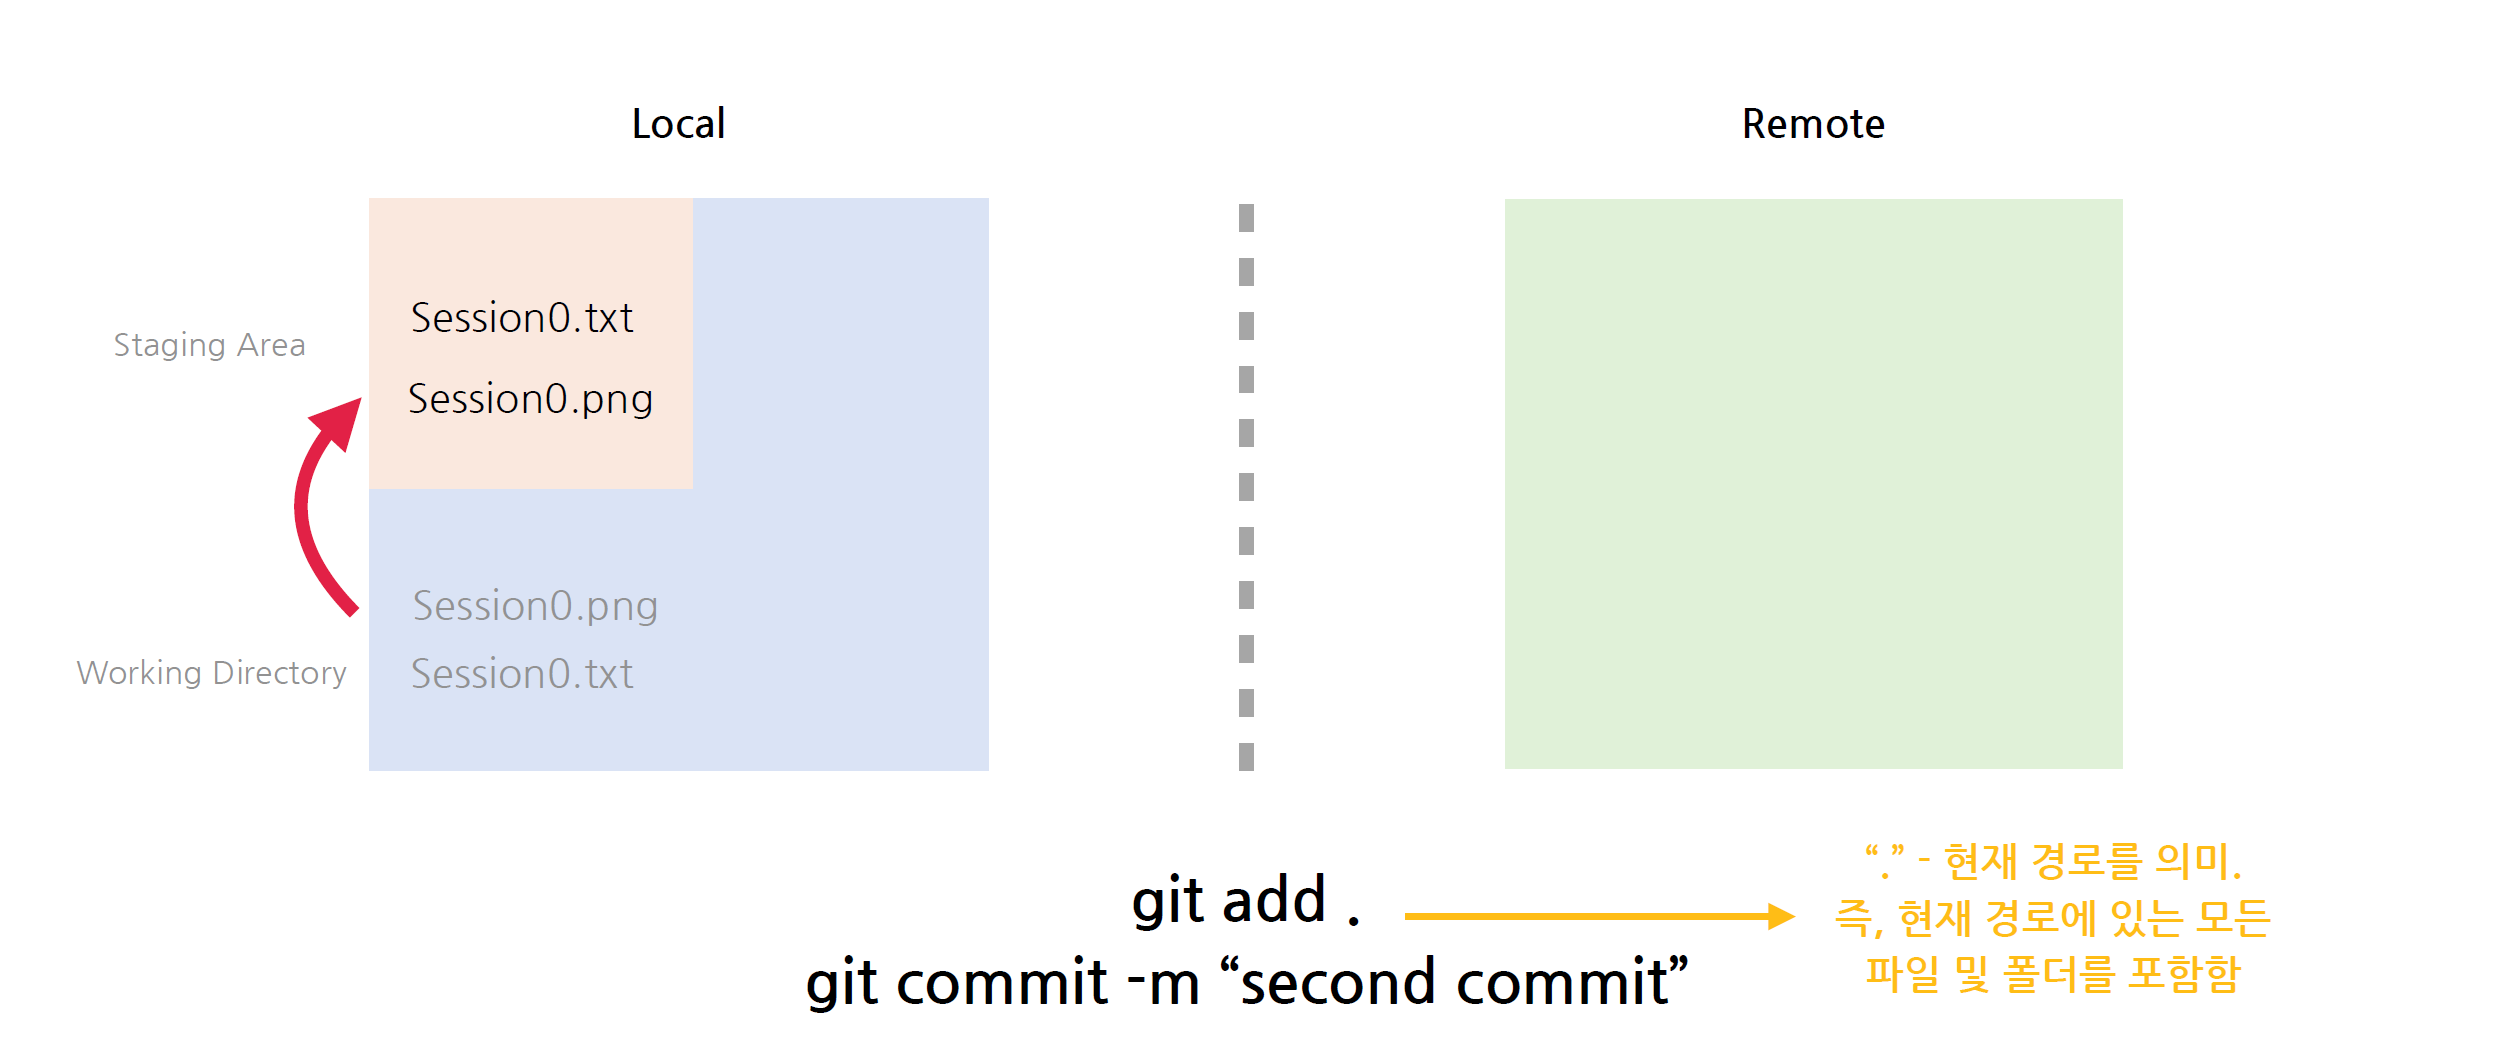 Local
Remote
Session0.txt
Staging Area
Session0.png
Session0.png
Working Directory
Session0.txt
git add .
git commit -m “second commit”
“.” - 현재 경로를 의미.
즉, 현재 경로에 있는 모든
파일 및 폴더를 포함함